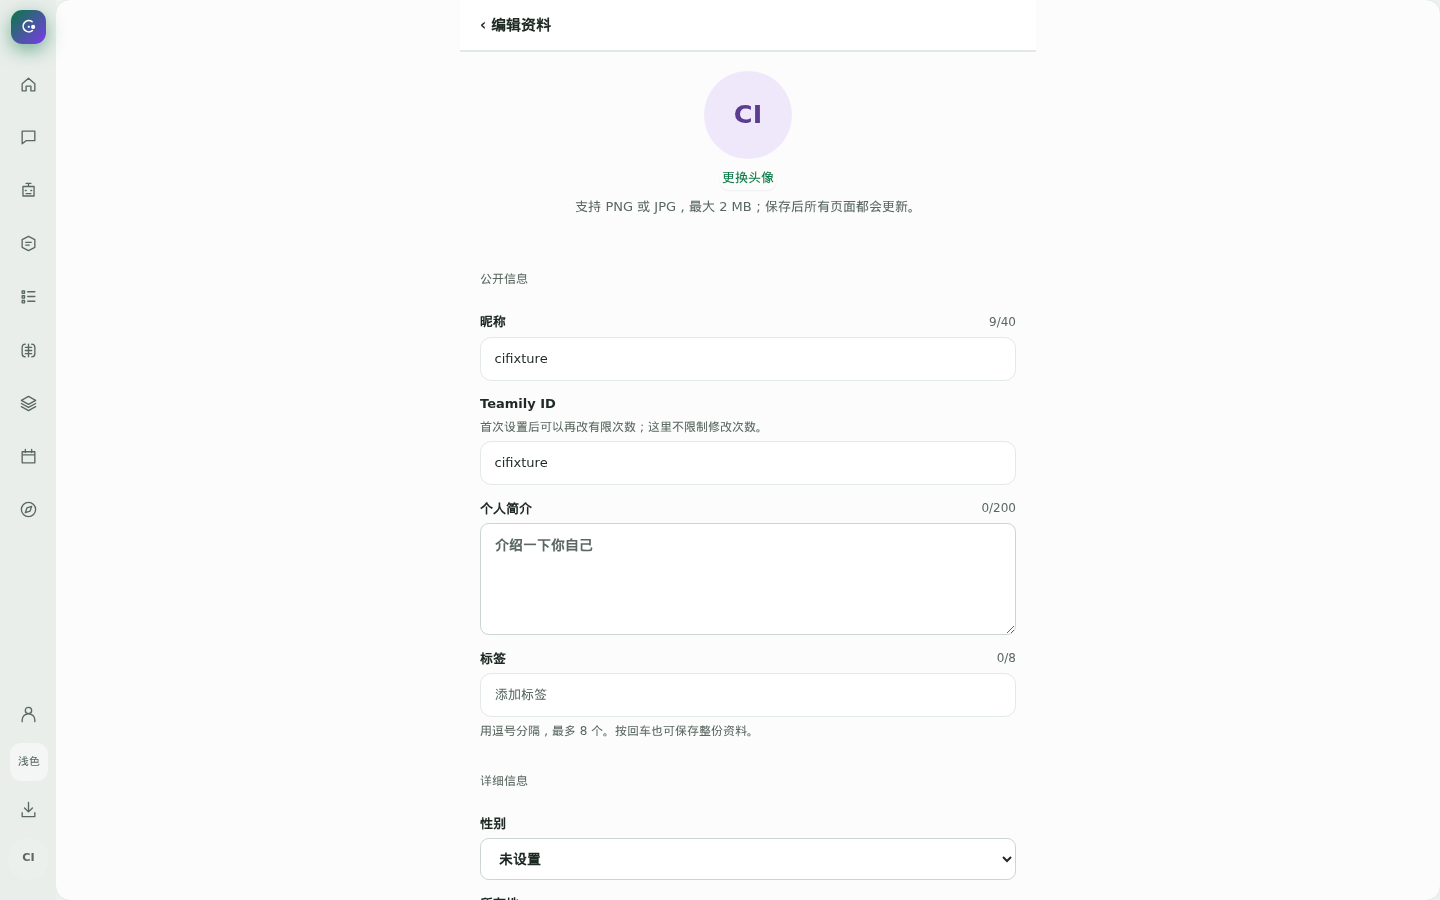 ‹ 编辑资料
CI
更换头像
支持 PNG 或 JPG，最大 2 MB；保存后所有页面都会更新。
公开信息
昵称 9/40
cifixture
Teamily ID
首次设置后可以再改有限次数；这里不限制修改次数。
cifixture
个人简介 0/200
介绍一下你自己
标签 0/8
添加标签
用逗号分隔，最多 8 个。按回车也可保存整份资料。
详细信息
性别
未设置
浅色
CI